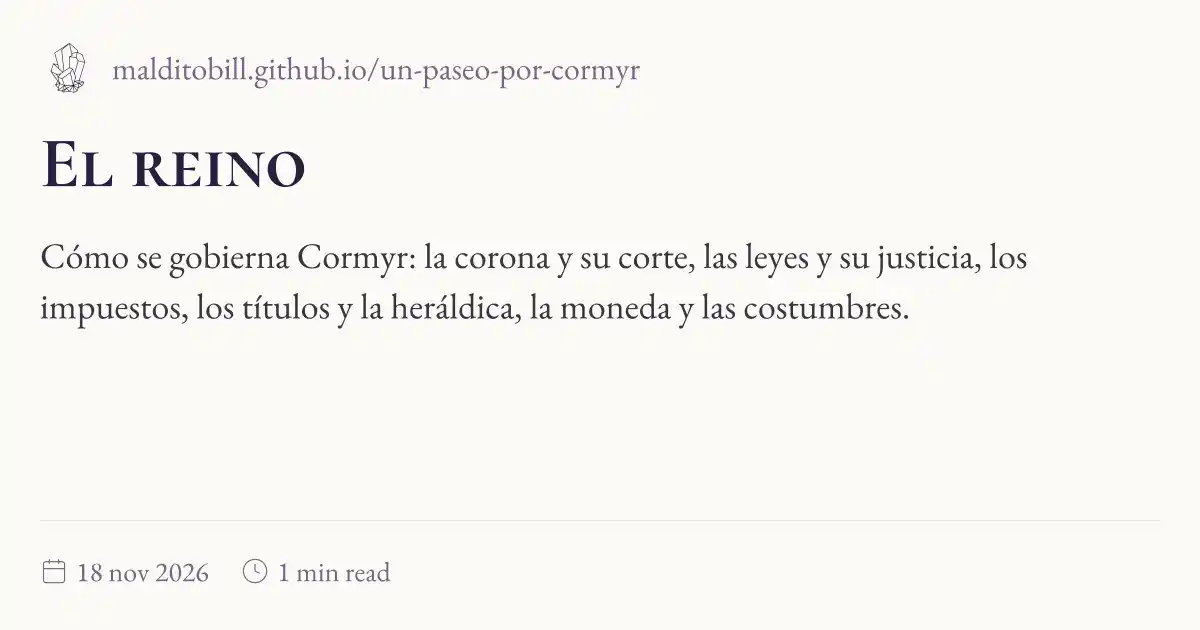 malditobill.github.io/un-paseo-por-cormyr
El reino
Cómo se gobierna Cormyr: la corona y su corte, las leyes y su justicia, los
impuestos, los títulos y la heráldica, la moneda y las costumbres.
18 nov 2026 1 min read